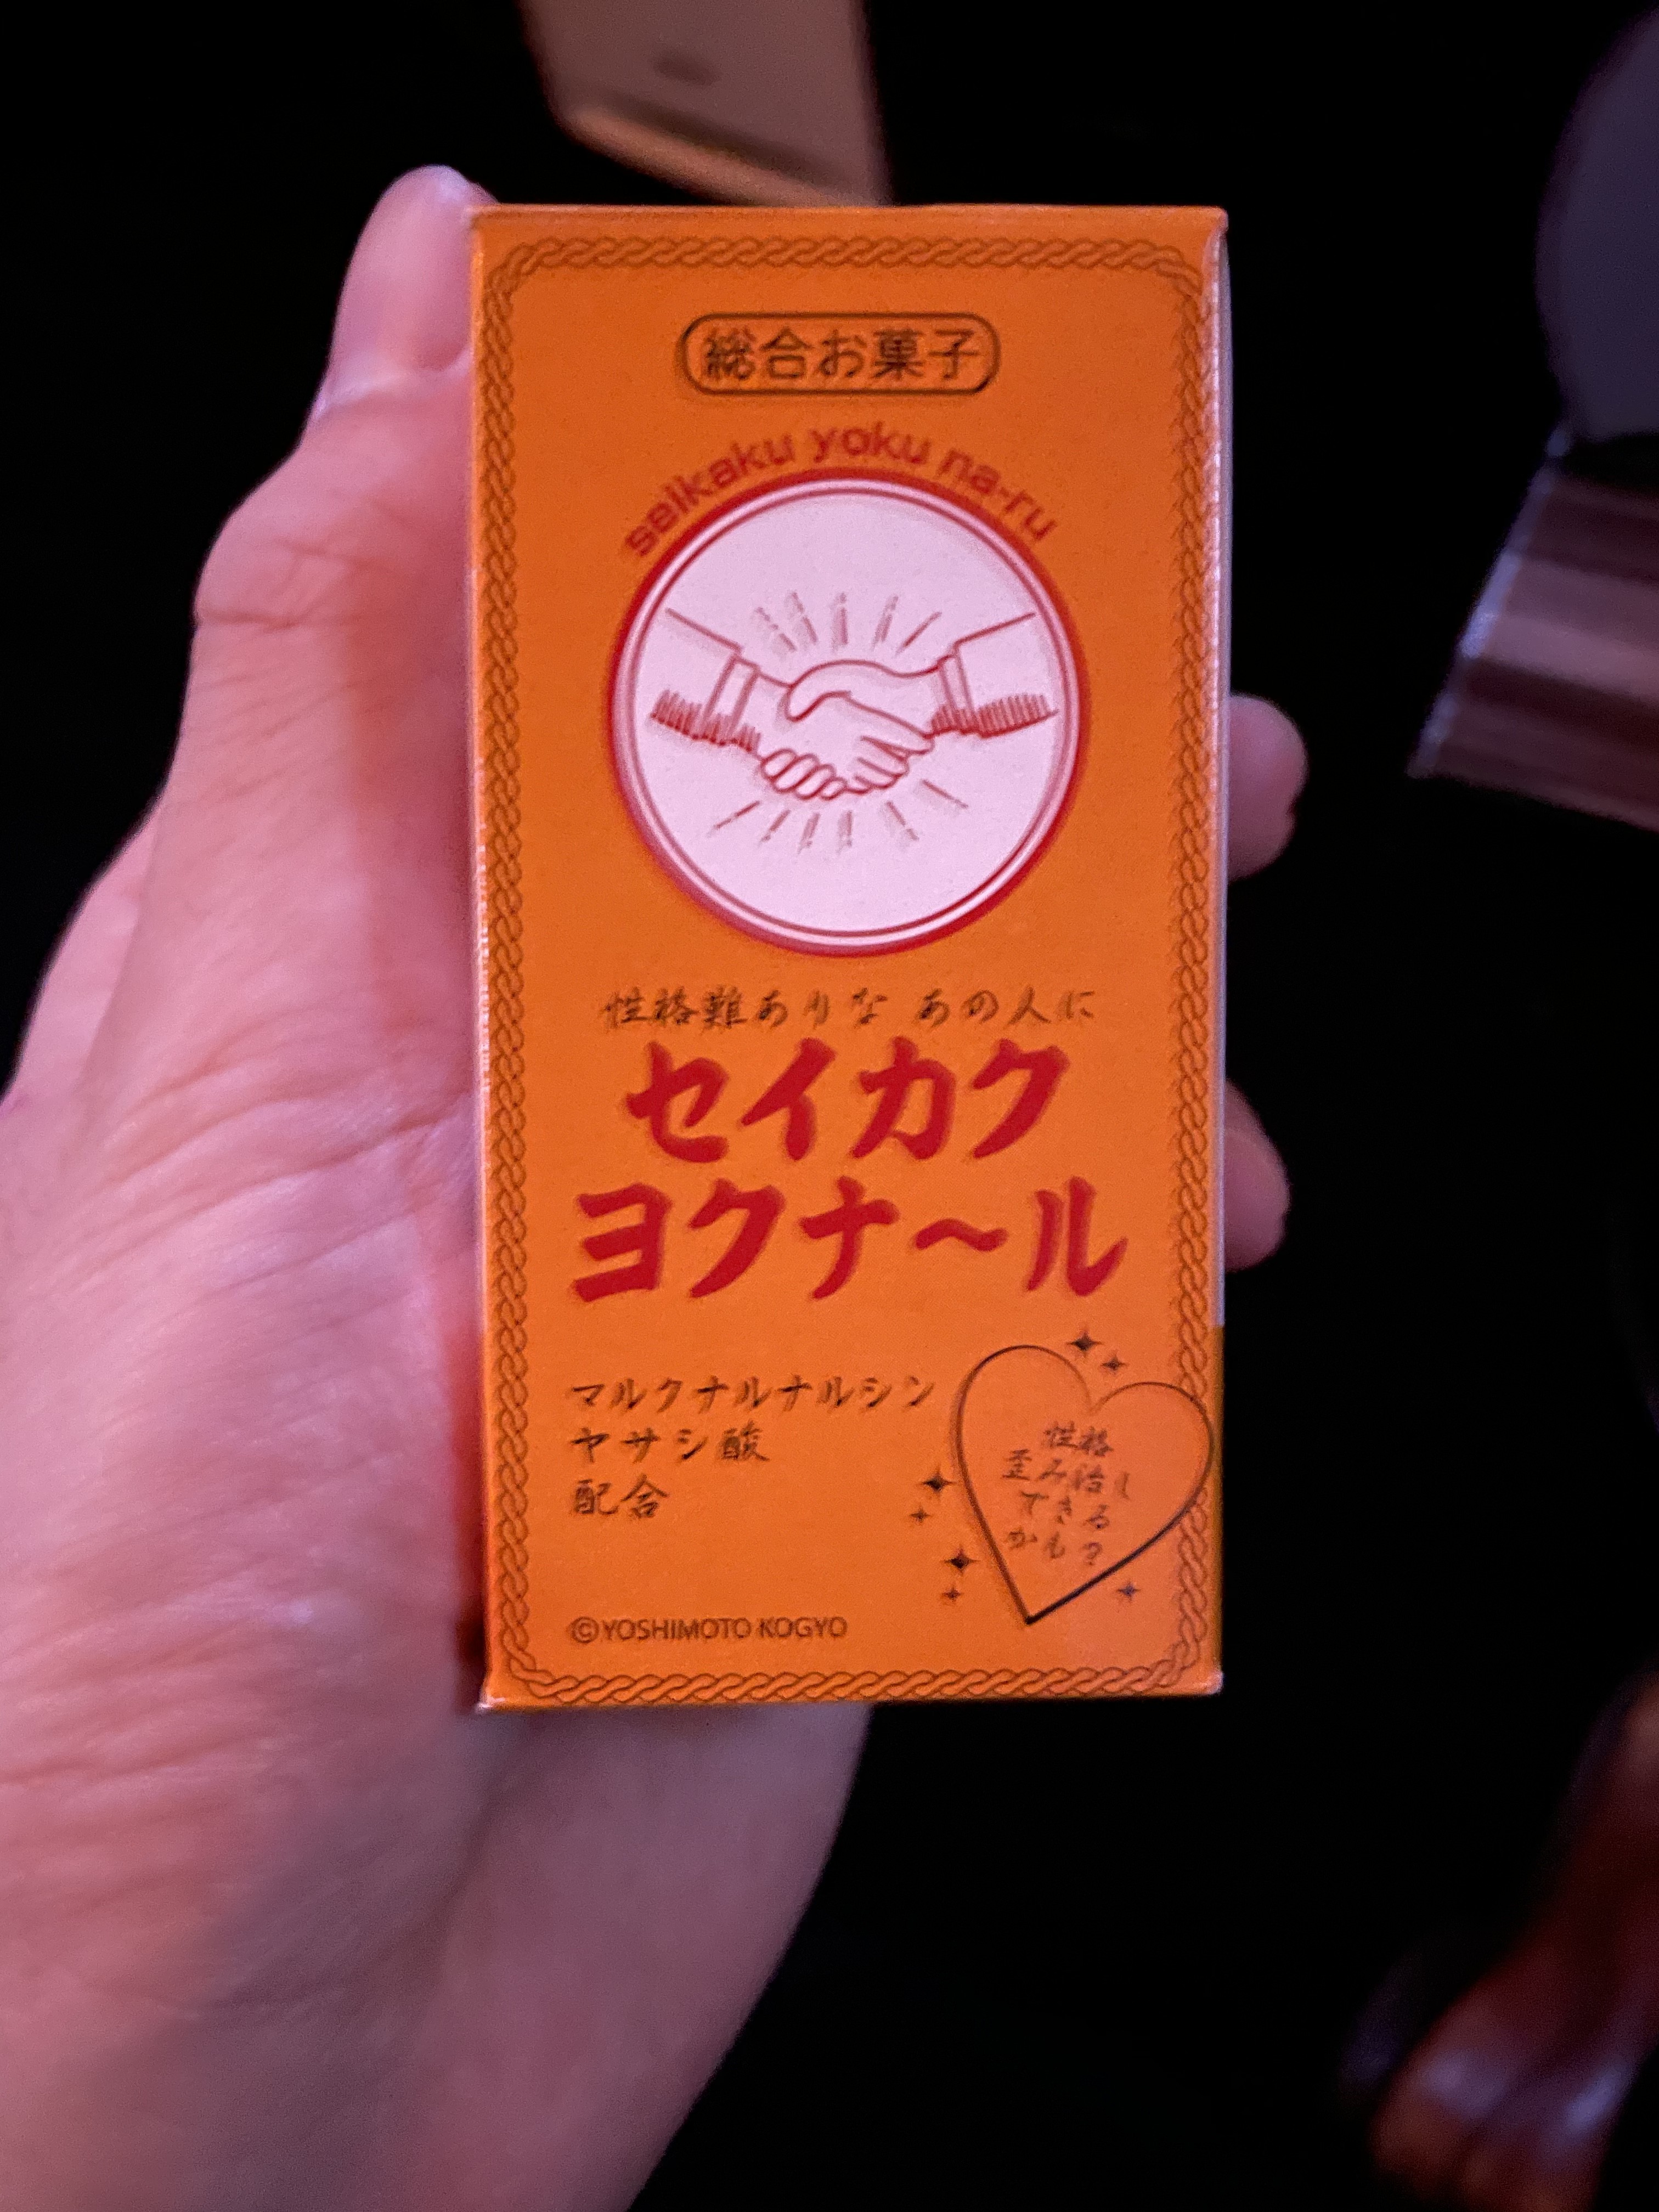 総合お菓子
seikaku yoku na-ru
性格難ありな あの人に
セイカク
ヨクナ〜ル
マルクナルナルシン
ヤサシ酸
配合
性格
歪み治し
できる
かも?
©YOSHIMOTO KOGYO